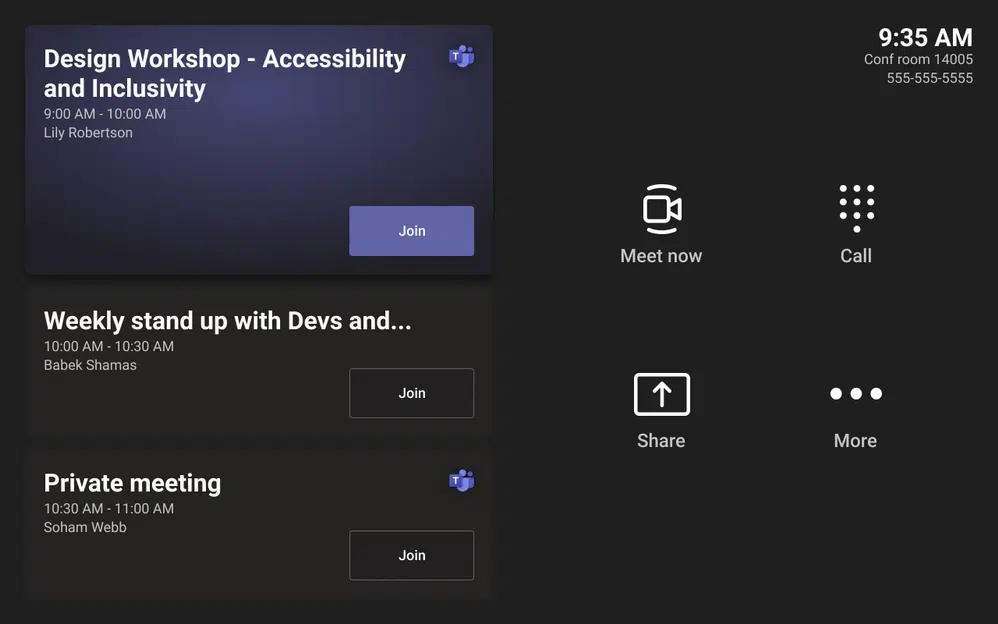 Design Workshop - Accessibility
and Inclusivity
9:00 AM - 10:00 AM
Lily Robertson
T
Join
Weekly stand up with Devs and...
10:00 AM - 10:30 AM
Babek Shamas
Join
Private meeting
10:30 AM - 11:00 AM
Soham Webb
T
Join
9:35 AM
Conf room 14005
555-555-5555
Meet now
Call
Share
More